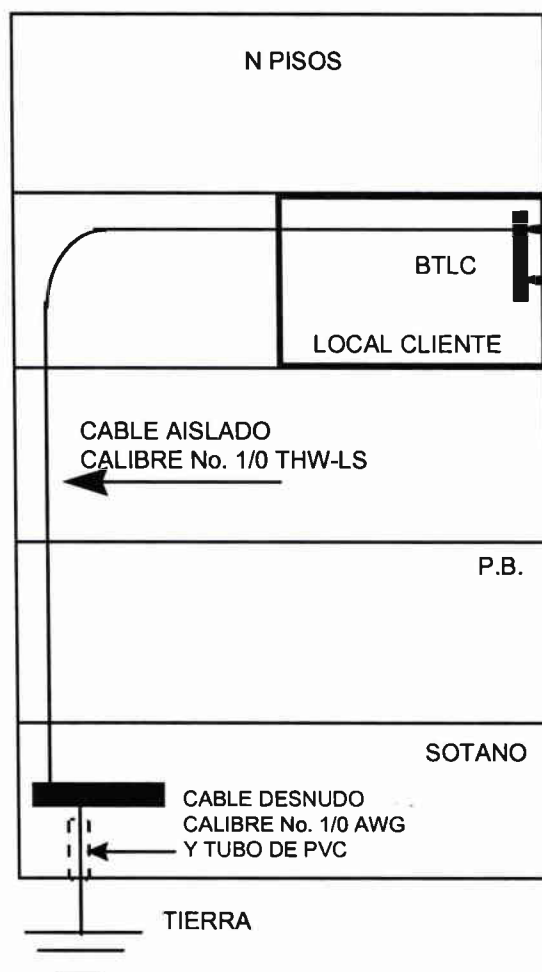 N PISOS
BTLC
LOCAL CLIENTE
CABLE AISLADO
CALIBRE No. 1/0 THW-LS
P.B.
SOTANO
CABLE DESNUDO
CALIBRE No. 1/0 AWG
Y TUBO DE PVC
TIERRA